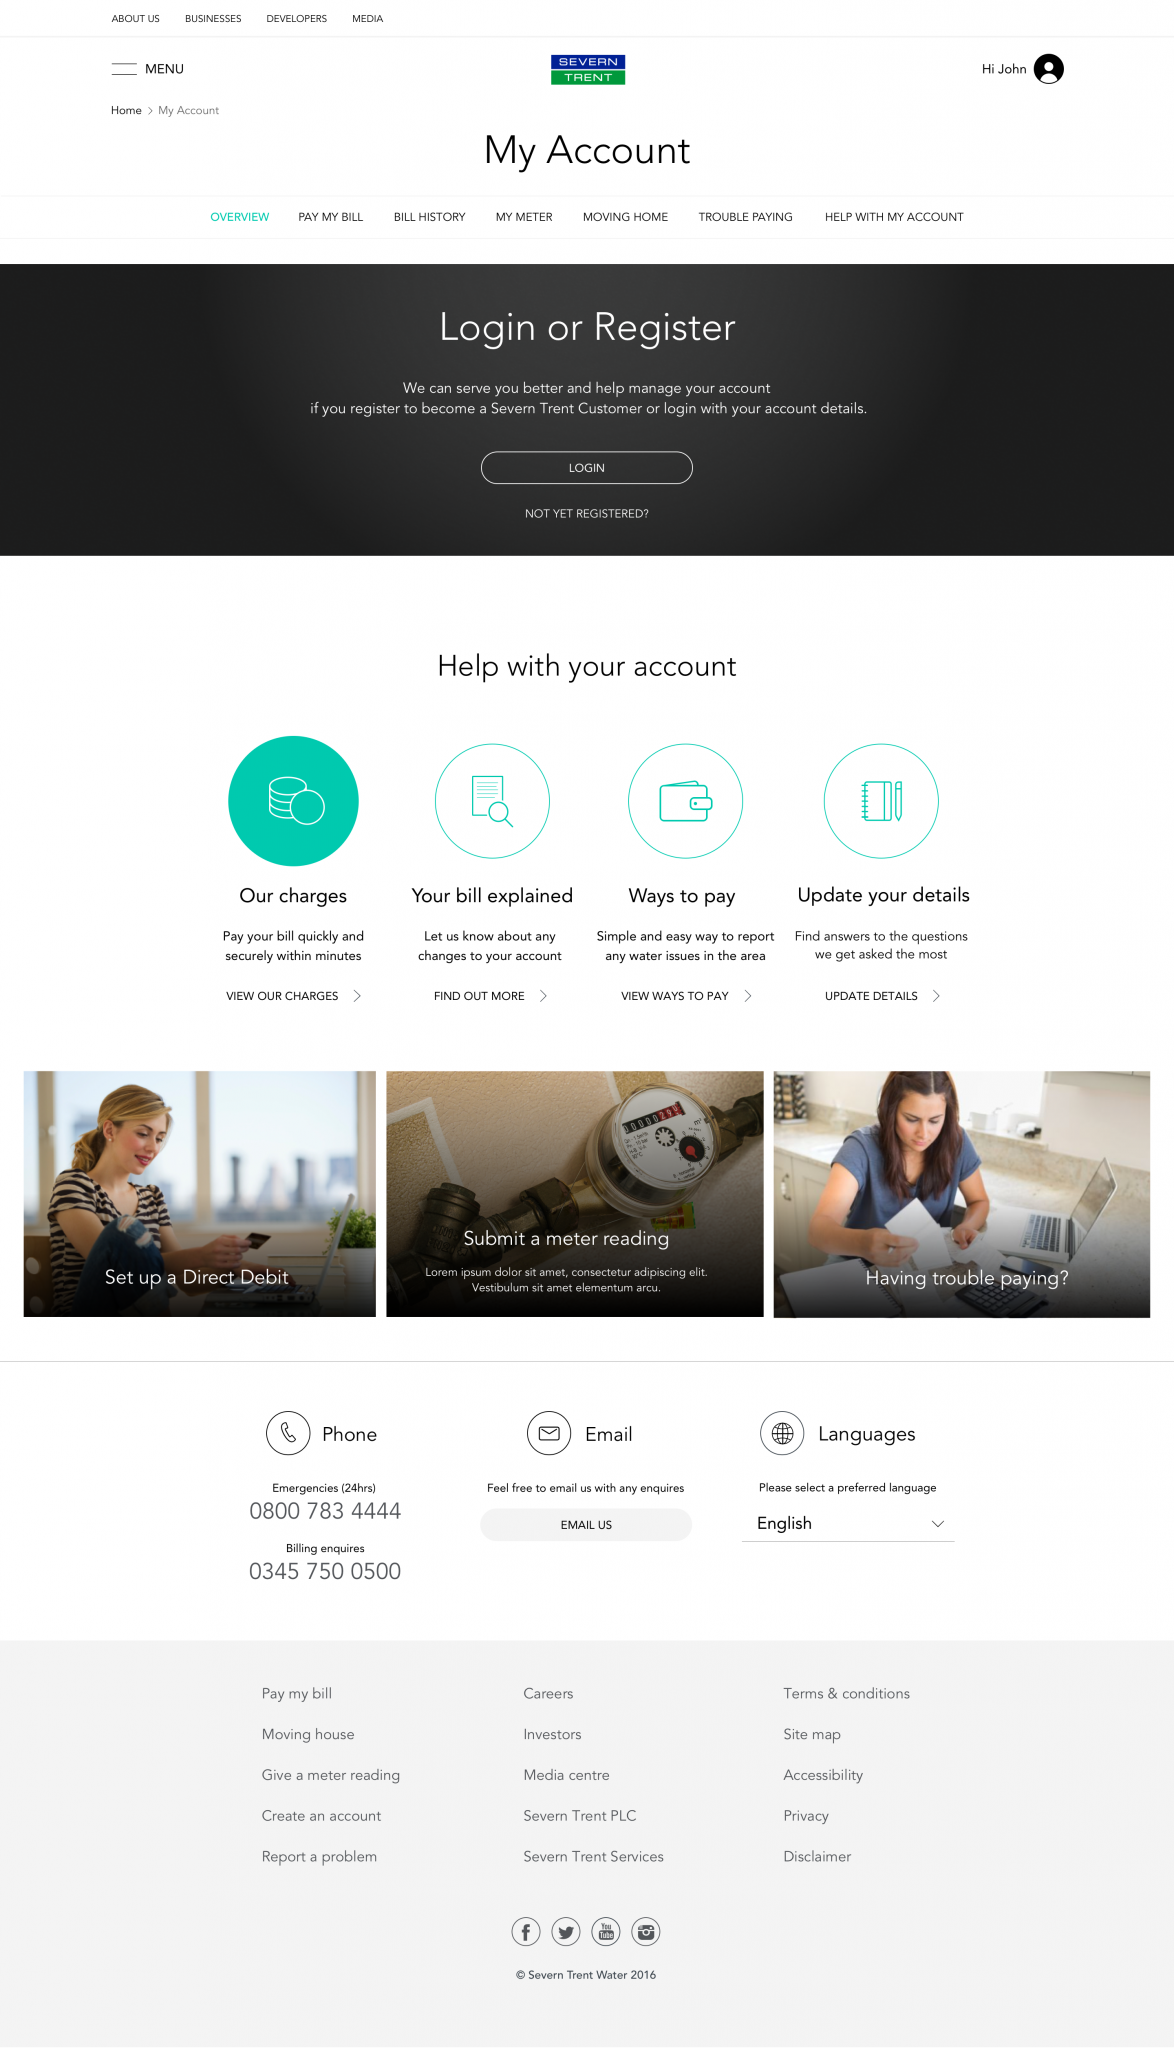 ABOUT US BUSINESSES DEVELOPERS MEDIA
MENU
SEVERN
TRENT
Hi John
Home > My Account
My Account
OVERVIEW PAY MY BILL BILL HISTORY MY METER MOVING HOME TROUBLE PAYING HELP WITH MY ACCOUNT
Login or Register
We can serve you better and help manage your account
if you register to become a Severn Trent Customer or login with your account details.
LOGIN
NOT YET REGISTERED?
Help with your account
Our charges
Pay your bill quickly and
securely within minutes
VIEW OUR CHARGES
Your bill explained
Let us know about any
changes to your account
FIND OUT MORE
Ways to pay
Simple and easy way to report
any water issues in the area
VIEW WAYS TO PAY
Update your details
Find answers to the questions
we get asked the most
UPDATE DETAILS
Set up a Direct Debit
Submit a meter reading
Lorem ipsum dolor sit amet, consectetur adipiscing elit.
Vestibulum sit amet elementum arcu.
Having trouble paying?
Phone
Emergencies (24hrs)
0800 783 4444
Billing enquires
0345 750 0500
Email
Feel free to email us with any enquires
EMAIL US
Languages
Please select a preferred language
English
Pay my bill
Moving house
Give a meter reading
Create an account
Report a problem
Careers
Investors
Media centre
Severn Trent PLC
Severn Trent Services
Terms & conditions
Site map
Accessibility
Privacy
Disclaimer
You
Tube
© Severn Trent Water 2016